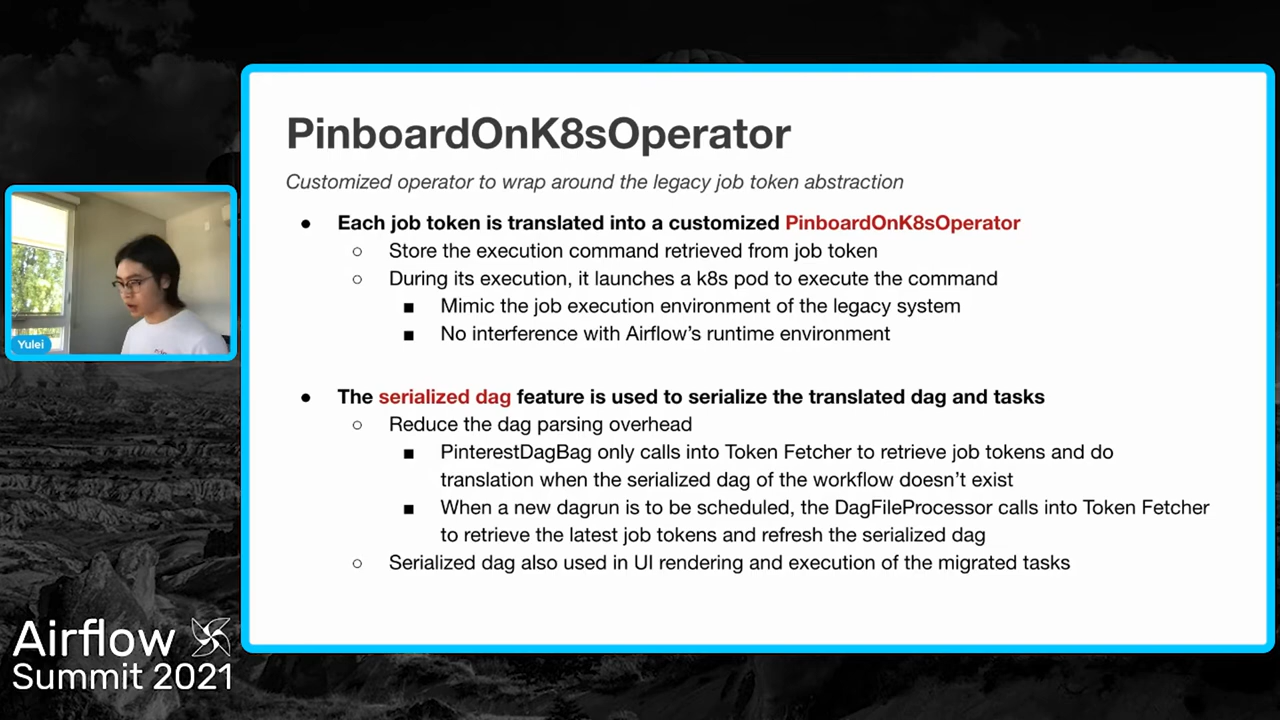 PinboardOnK8sOperator
Customized operator to wrap around the legacy job token abstraction
● Each job token is translated into a customized PinboardOnK8sOperator
○ Store the execution command retrieved from job token
○ During its execution, it launches a k8s pod to execute the command
■ Mimic the job execution environment of the legacy system
■ No interference with Airflow's runtime environment
● The serialized dag feature is used to serialize the translated dag and tasks
○ Reduce the dag parsing overhead
■ PinterestDagBag only calls into Token Fetcher to retrieve job tokens and do
translation when the serialized dag of the workflow doesn't exist
■ When a new dagrun is to be scheduled, the DagFileProcessor calls into Token Fetcher
to retrieve the latest job tokens and refresh the serialized dag
○ Serialized dag also used in UI rendering and execution of the migrated tasks
Yulei
Airflow
Summit 2021